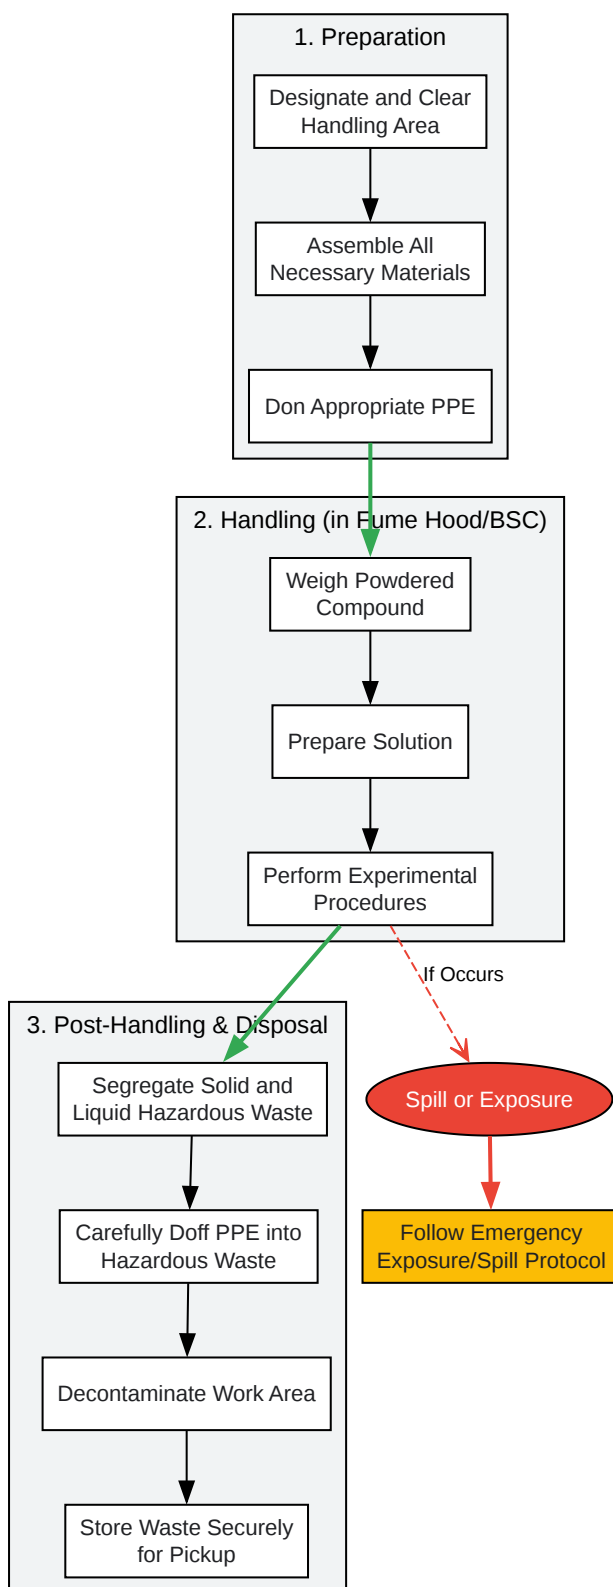 1. Preparation
Designate and Clear
Handling Area
Assemble All
Necessary Materials
Don Appropriate PPE
2. Handling (in Fume Hood/BSC)
Weigh Powdered
Compound
Prepare Solution
Perform Experimental
Procedures
If Occurs
3. Post-Handling & Disposal
Segregate Solid and
Liquid Hazardous Waste
Spill or Exposure
Carefully Doff PPE into
Hazardous Waste
Follow Emergency
Exposure/Spill Protocol
Decontaminate Work Area
Store Waste Securely
for Pickup